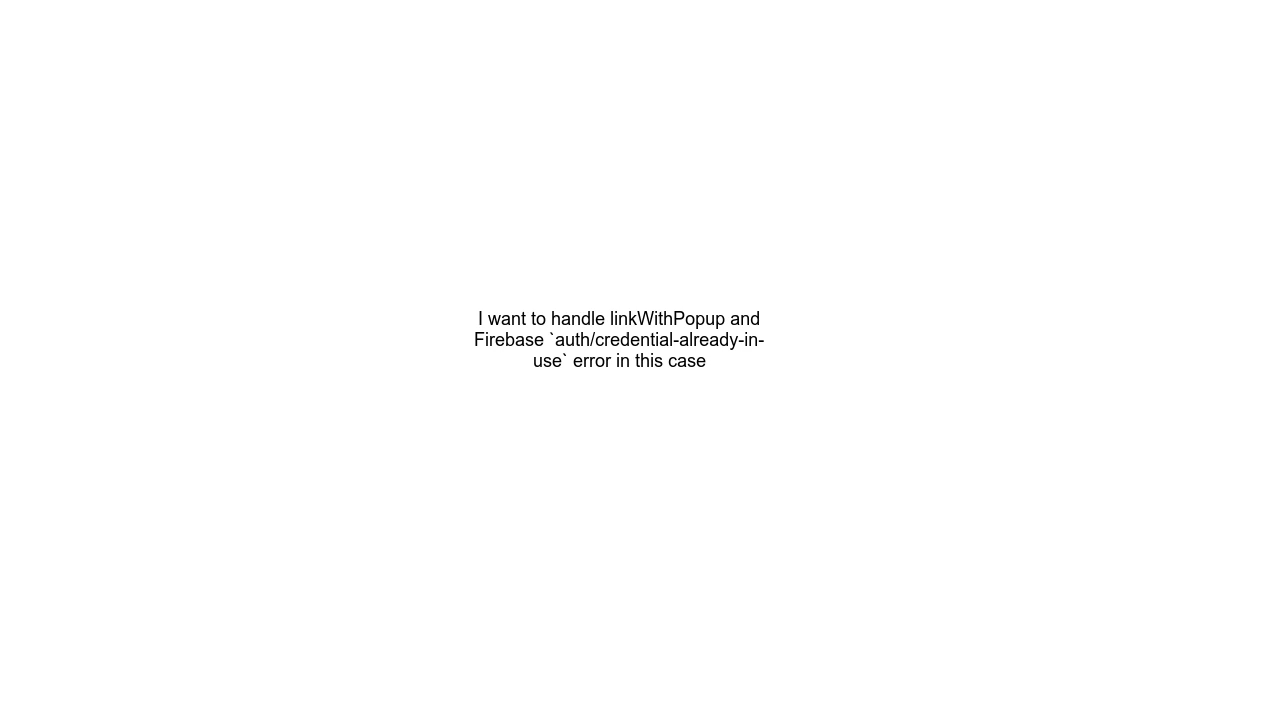 I want to handle linkWithPopup and
Firebase `auth/credential-already-in-
use` error in this case